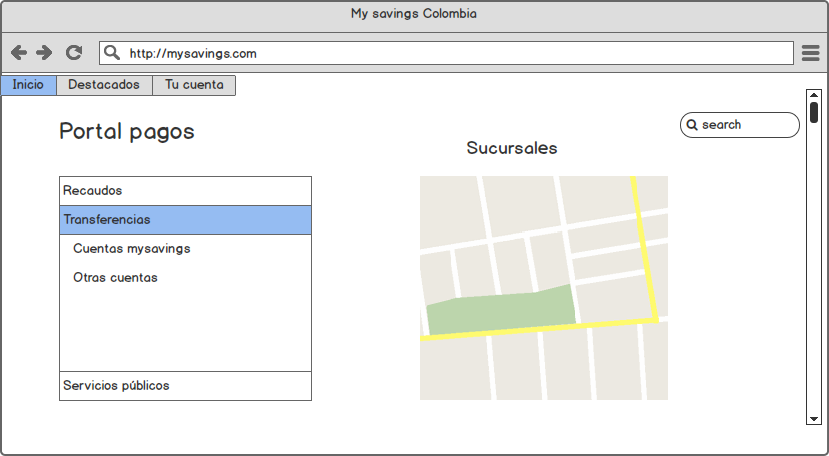 My savings Colombia
http://mysavings.com
Inicio
Destacados
Tu cuenta
search
Portal pagos
Sucursales
Recaudos
Transferencias
Cuentas mysavings
Otras cuentas
Servicios públicos